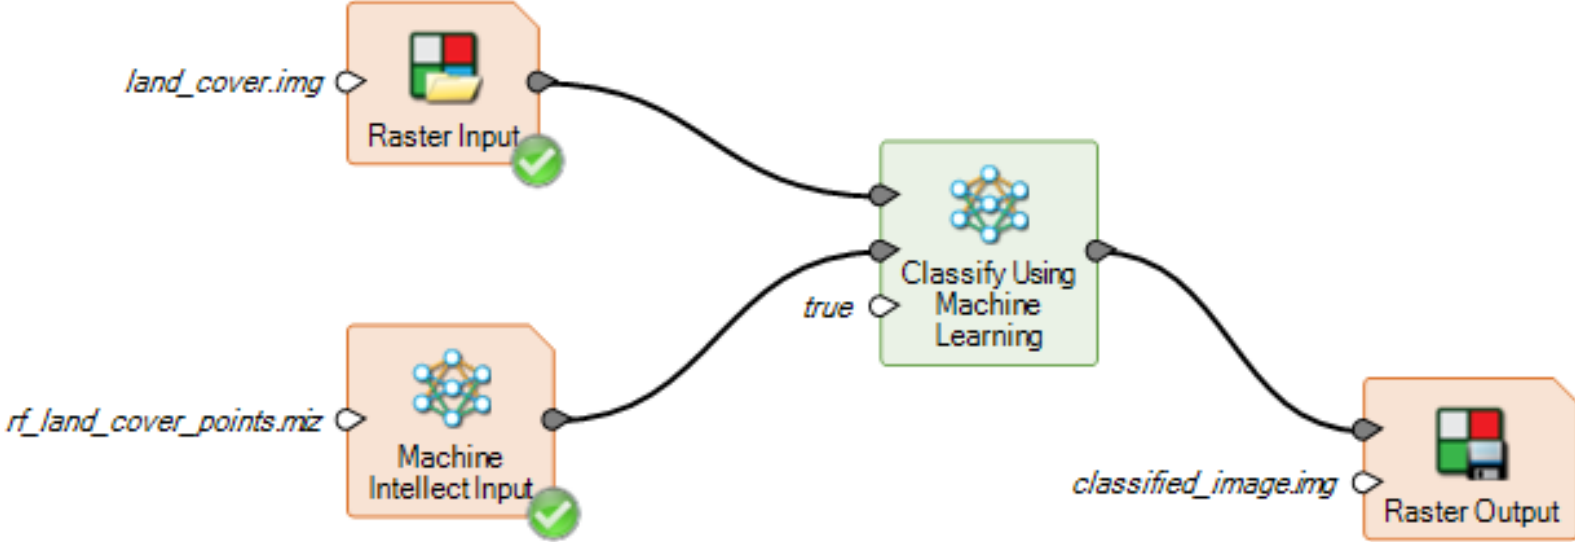 land_cover.img
Raster Input
Classify Using
Machine
Learning
true
rf_land_cover_points.miz
Machine
Intellect Input
classified_image.img
Raster Output